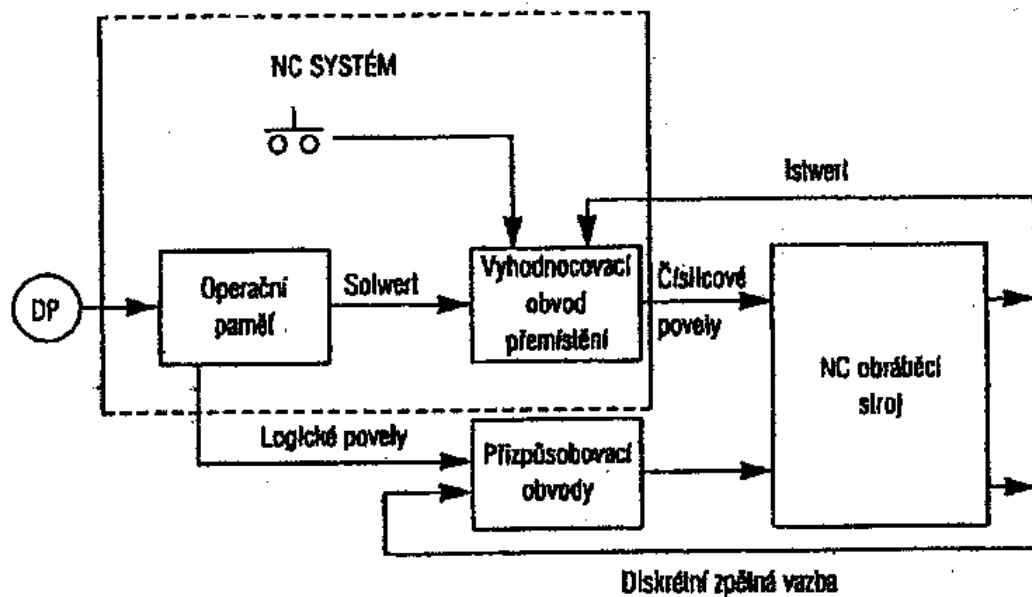 NC SYSTÉM
Istwert
DP
Operační
paměť
Solwert
Vyhodnocovací
obvod
přemístění
Číslicové
povely
NC obráběcí
stroj
Logické povely
Přizpůsobovací
obvody
Diskrétní zpětná vazba